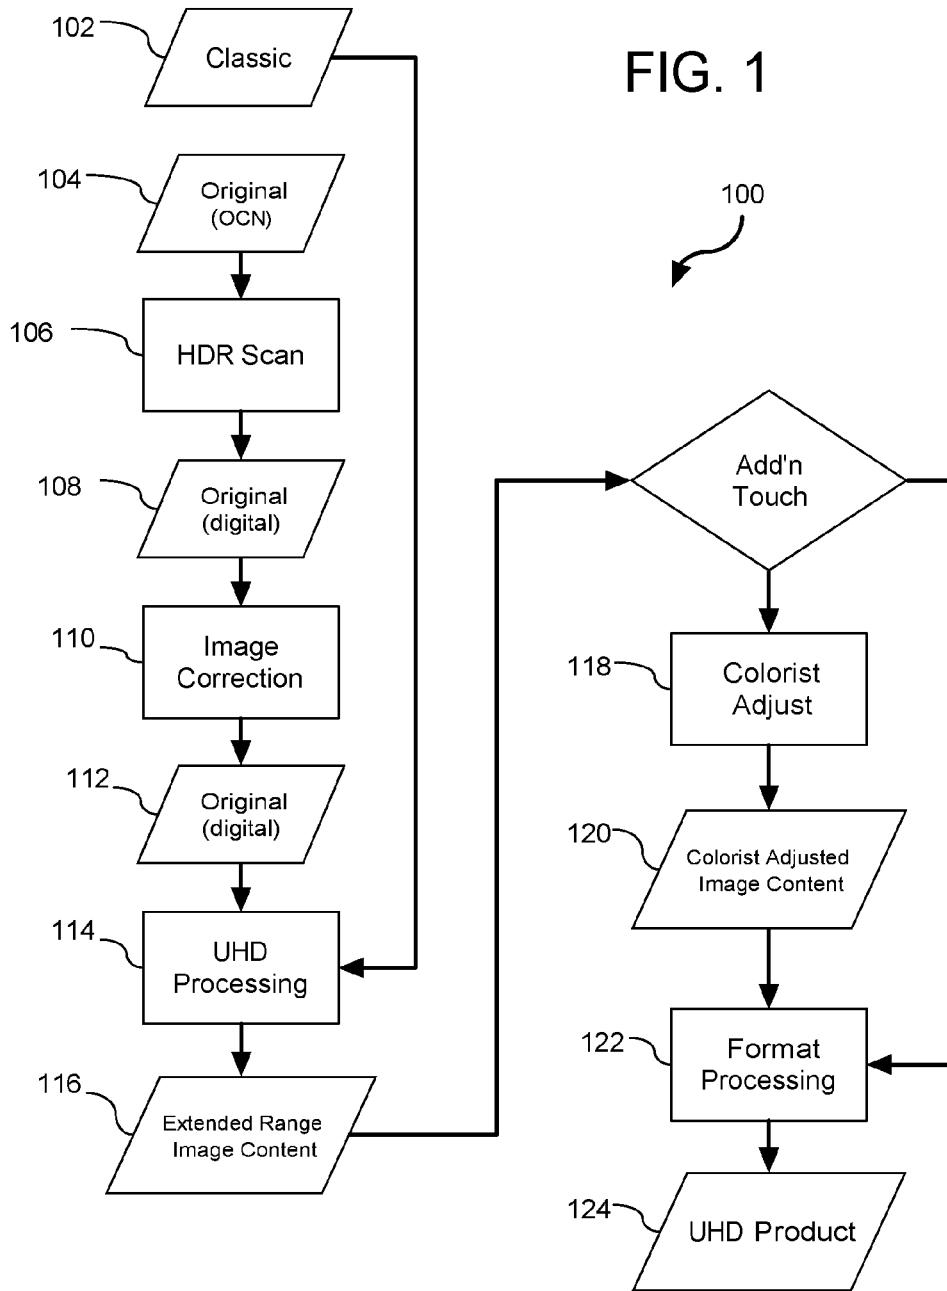 FIG. 1
100
102
Classic
104
Original
(OCN)
106
HDR Scan
108
Original
(digital)
110
Image
Correction
112
Original
(digital)
114
UHD
Processing
116
Extended Range
Image Content
Add'n
Touch
118
Colorist
Adjust
120
Colorist Adjusted
Image Content
122
Format
Processing
124
UHD Product